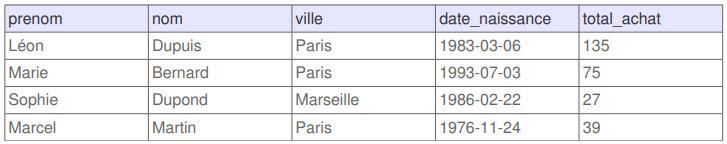 prenom nom ville date_naissance total_achat
Léon Dupuis Paris 1983-03-06 135
Marie Bernard Paris 1993-07-03 75
Sophie Dupond Marseille 1986-02-22 27
Marcel Martin Paris 1976-11-24 39